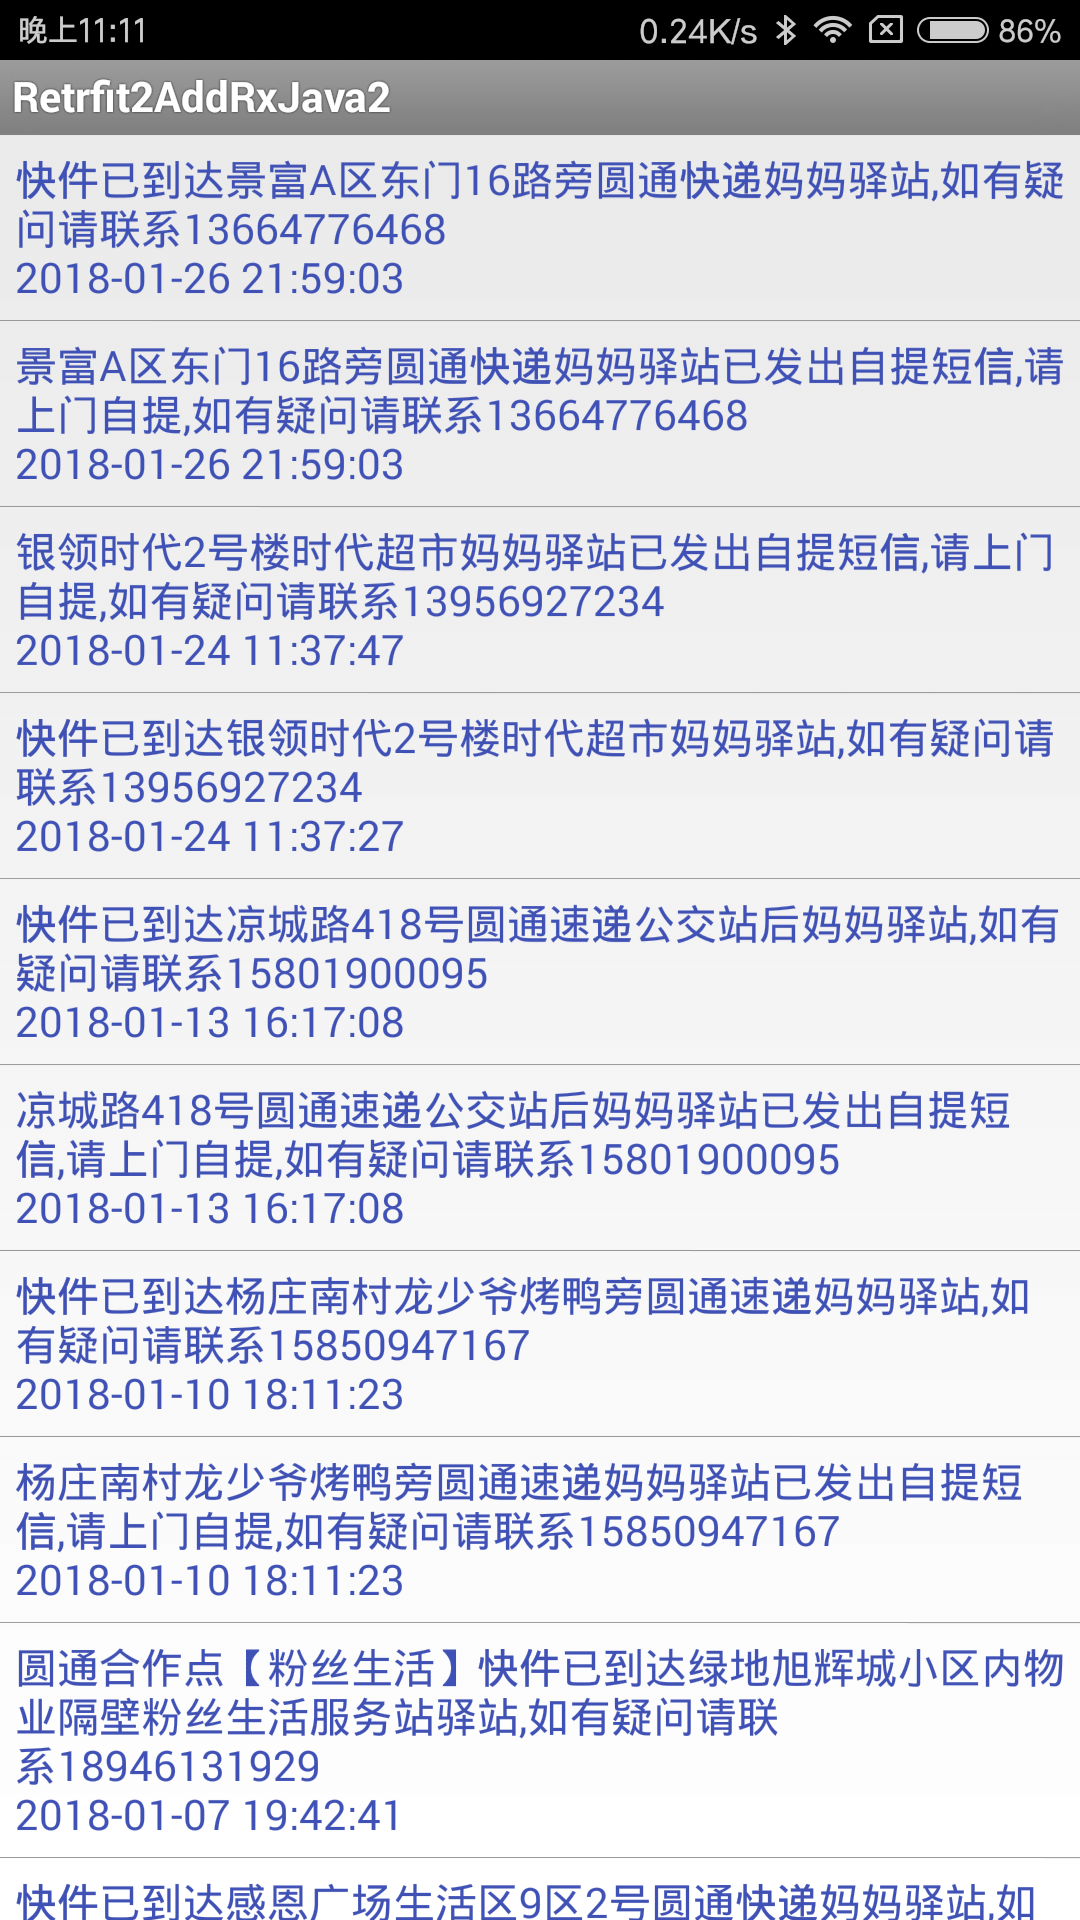 晚上11:11
0.24K/s
86%
Retrfit2AddRxJava2
快件已到达景富A区东门16路旁圆通快递妈妈驿站,如有疑
问请联系13664776468
2018-01-26 21:59:03
景富A区东门16路旁圆通快递妈妈驿站已发出自提短信,请
上门自提,如有疑问请联系13664776468
2018-01-26 21:59:03
银领时代2号楼时代超市妈妈驿站已发出自提短信,请上门
自提,如有疑问请联系13956927234
2018-01-24 11:37:47
快件已到达银领时代2号楼时代超市妈妈驿站,如有疑问请
联系13956927234
2018-01-24 11:37:27
快件已到达凉城路418号圆通速递公交站后妈妈驿站,如有
疑问请联系15801900095
2018-01-13 16:17:08
凉城路418号圆通速递公交站后妈妈驿站已发出自提短
信,请上门自提,如有疑问请联系15801900095
2018-01-13 16:17:08
快件已到达杨庄南村龙少爷烤鸭旁圆通速递妈妈驿站,如
有疑问请联系15850947167
2018-01-10 18:11:23
杨庄南村龙少爷烤鸭旁圆通速递妈妈驿站已发出自提短
信,请上门自提,如有疑问请联系15850947167
2018-01-10 18:11:23
圆通合作点【粉丝生活】快件已到达绿地旭辉城小区内物
业隔壁粉丝生活服务站驿站,如有疑问请联
系18946131929
2018-01-07 19:42:41
快件已到达感恩广场生活区9区2号圆通快递妈妈驿站,如